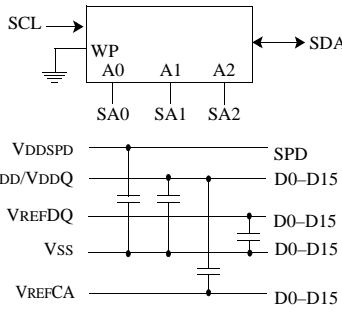 SCL
SDA
WP
A0 A1 A2
SA0 SA1 SA2
VDDSPD SPD
DD/VDDQ D0–D15
VREFDQ D0–D15
VSS D0–D15
VREFCA D0–D15